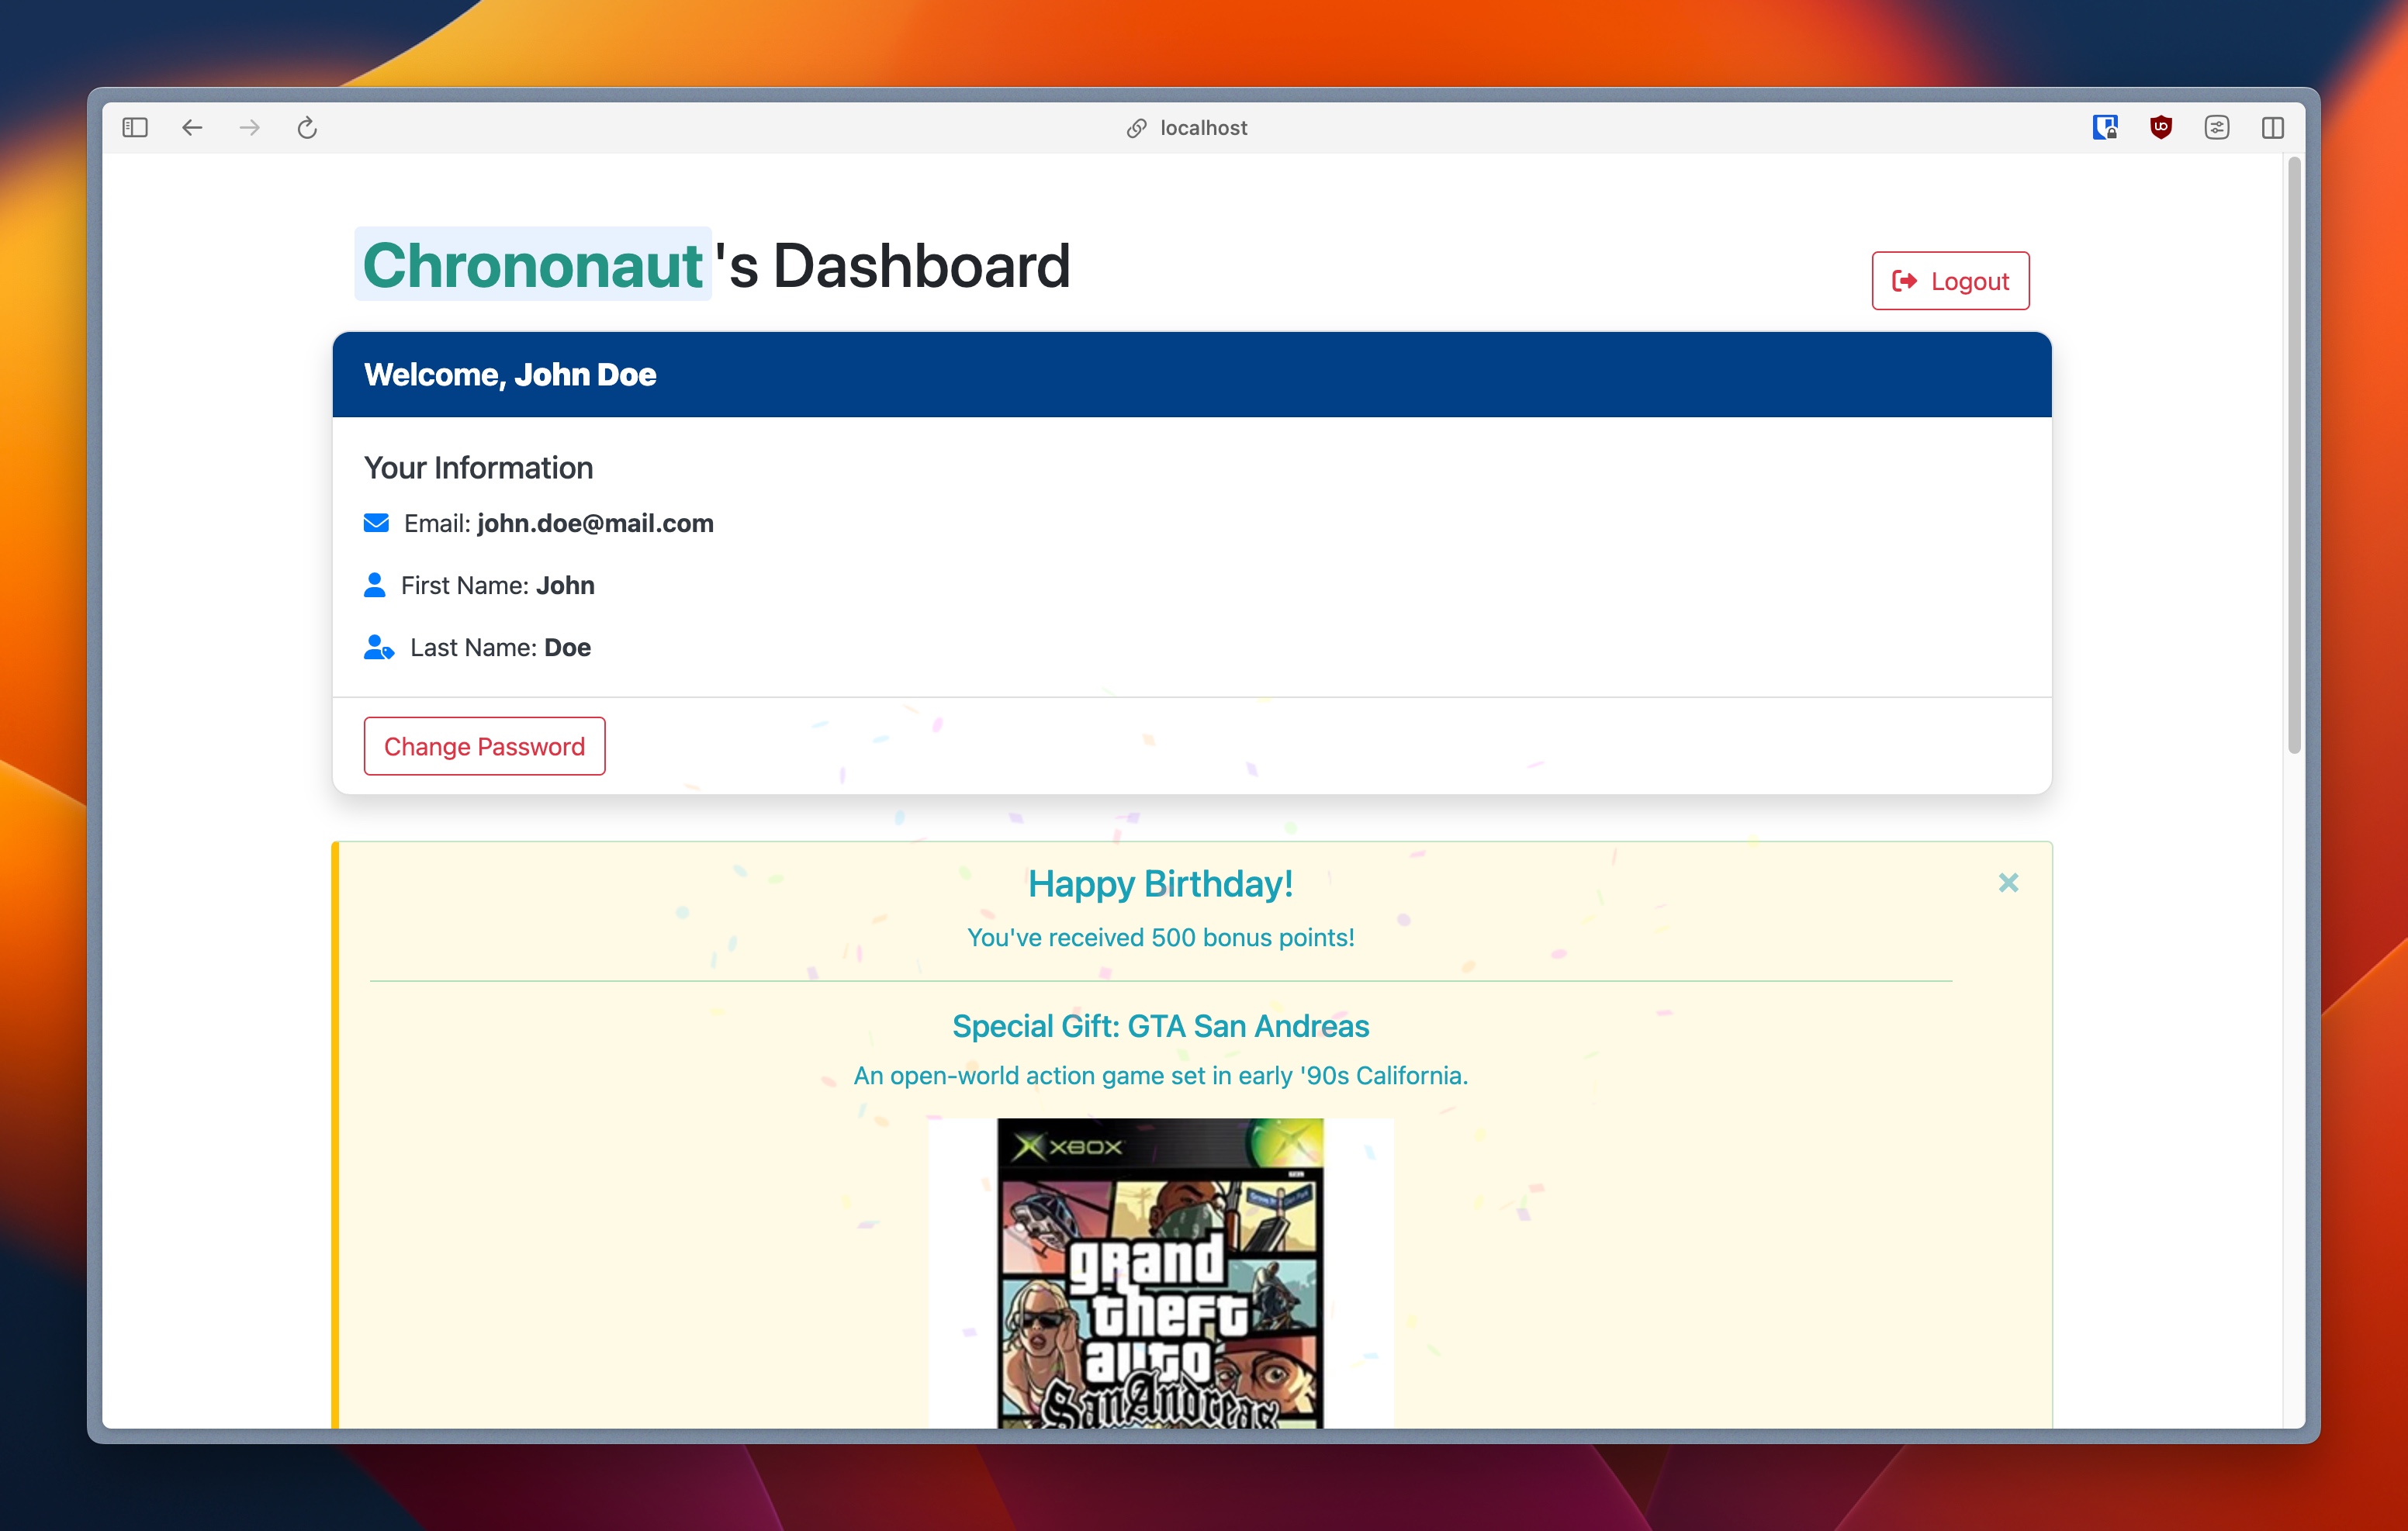 localhost
Chrononaut's Dashboard
Logout
Welcome, John Doe
Your Information
Email: john.doe@mail.com
First Name: John
Last Name: Doe
Change Password
Happy Birthday!
You've received 500 bonus points!
Special Gift: GTA San Andreas
An open-world action game set in early '90s California.
XBOX
grand
theft
auto
San Andreas